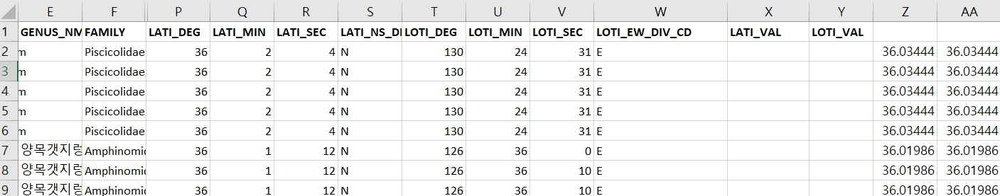 E F P Q R S T U V W X Y Z AA
1 GENUS_NM FAMILY LATI_DEG LATI_MIN LATI_SEC LATI_NS_DI LOTI_DEG LOTI_MIN LOTI_SEC LOTI_EW_DIV_CD LATI_VAL LOTI_VAL
2 m Piscicolidae 36 2 4 N 130 24 31 E 36.03444 36.03444
3 m Piscicolidae 36 2 4 N 130 24 31 E 36.03444 36.03444
4 m Piscicolidae 36 2 4 N 130 24 31 E 36.03444 36.03444
5 m Piscicolidae 36 2 4 N 130 24 31 E 36.03444 36.03444
6 m Piscicolidae 36 2 4 N 130 24 31 E 36.03444 36.03444
7 양목갯지렁 Amphinomic 36 1 12 N 126 36 0 E 36.01986 36.01986
8 양목갯지렁 Amphinomic 36 1 12 N 126 36 10 E 36.01986 36.01986
9 양목갯지렁 Amphinomic 36 1 12 N 126 36 10 E 36.01986 36.01986